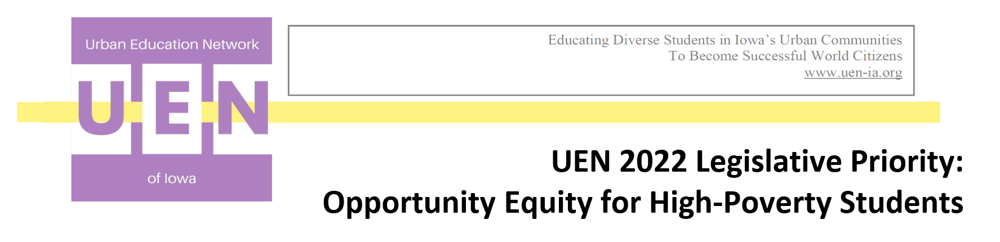 Urban Education Network
UEN
of Iowa
Educating Diverse Students in Iowa's Urban Communities
To Become Successful World Citizens
www.uen-ia.org
UEN 2022 Legislative Priority:
Opportunity Equity for High-Poverty Students